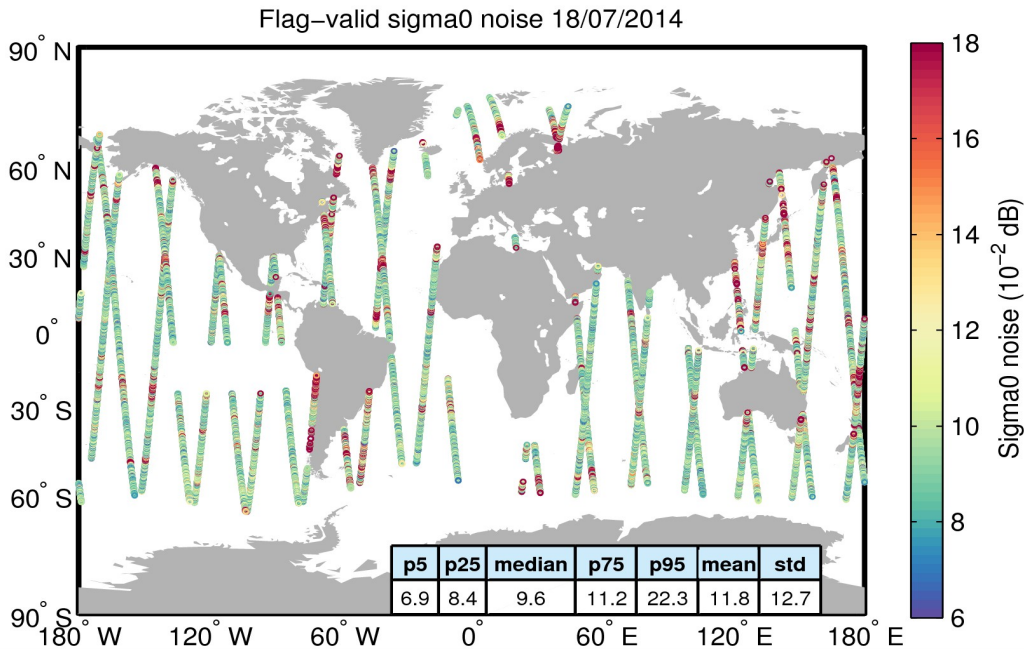 Flag−valid sigma0 noise 18/07/2014
90° N
60° N
30° N
0°
30° S
60° S
90° S
180° W 120° W 60° W 0° 60° E 120° E 180° E
p5 p25 median p75 p95 mean std
6.9 8.4 9.6 11.2 22.3 11.8 12.7
18
16
14
12
10
8
6
Sigma0 noise (10⁻² dB)